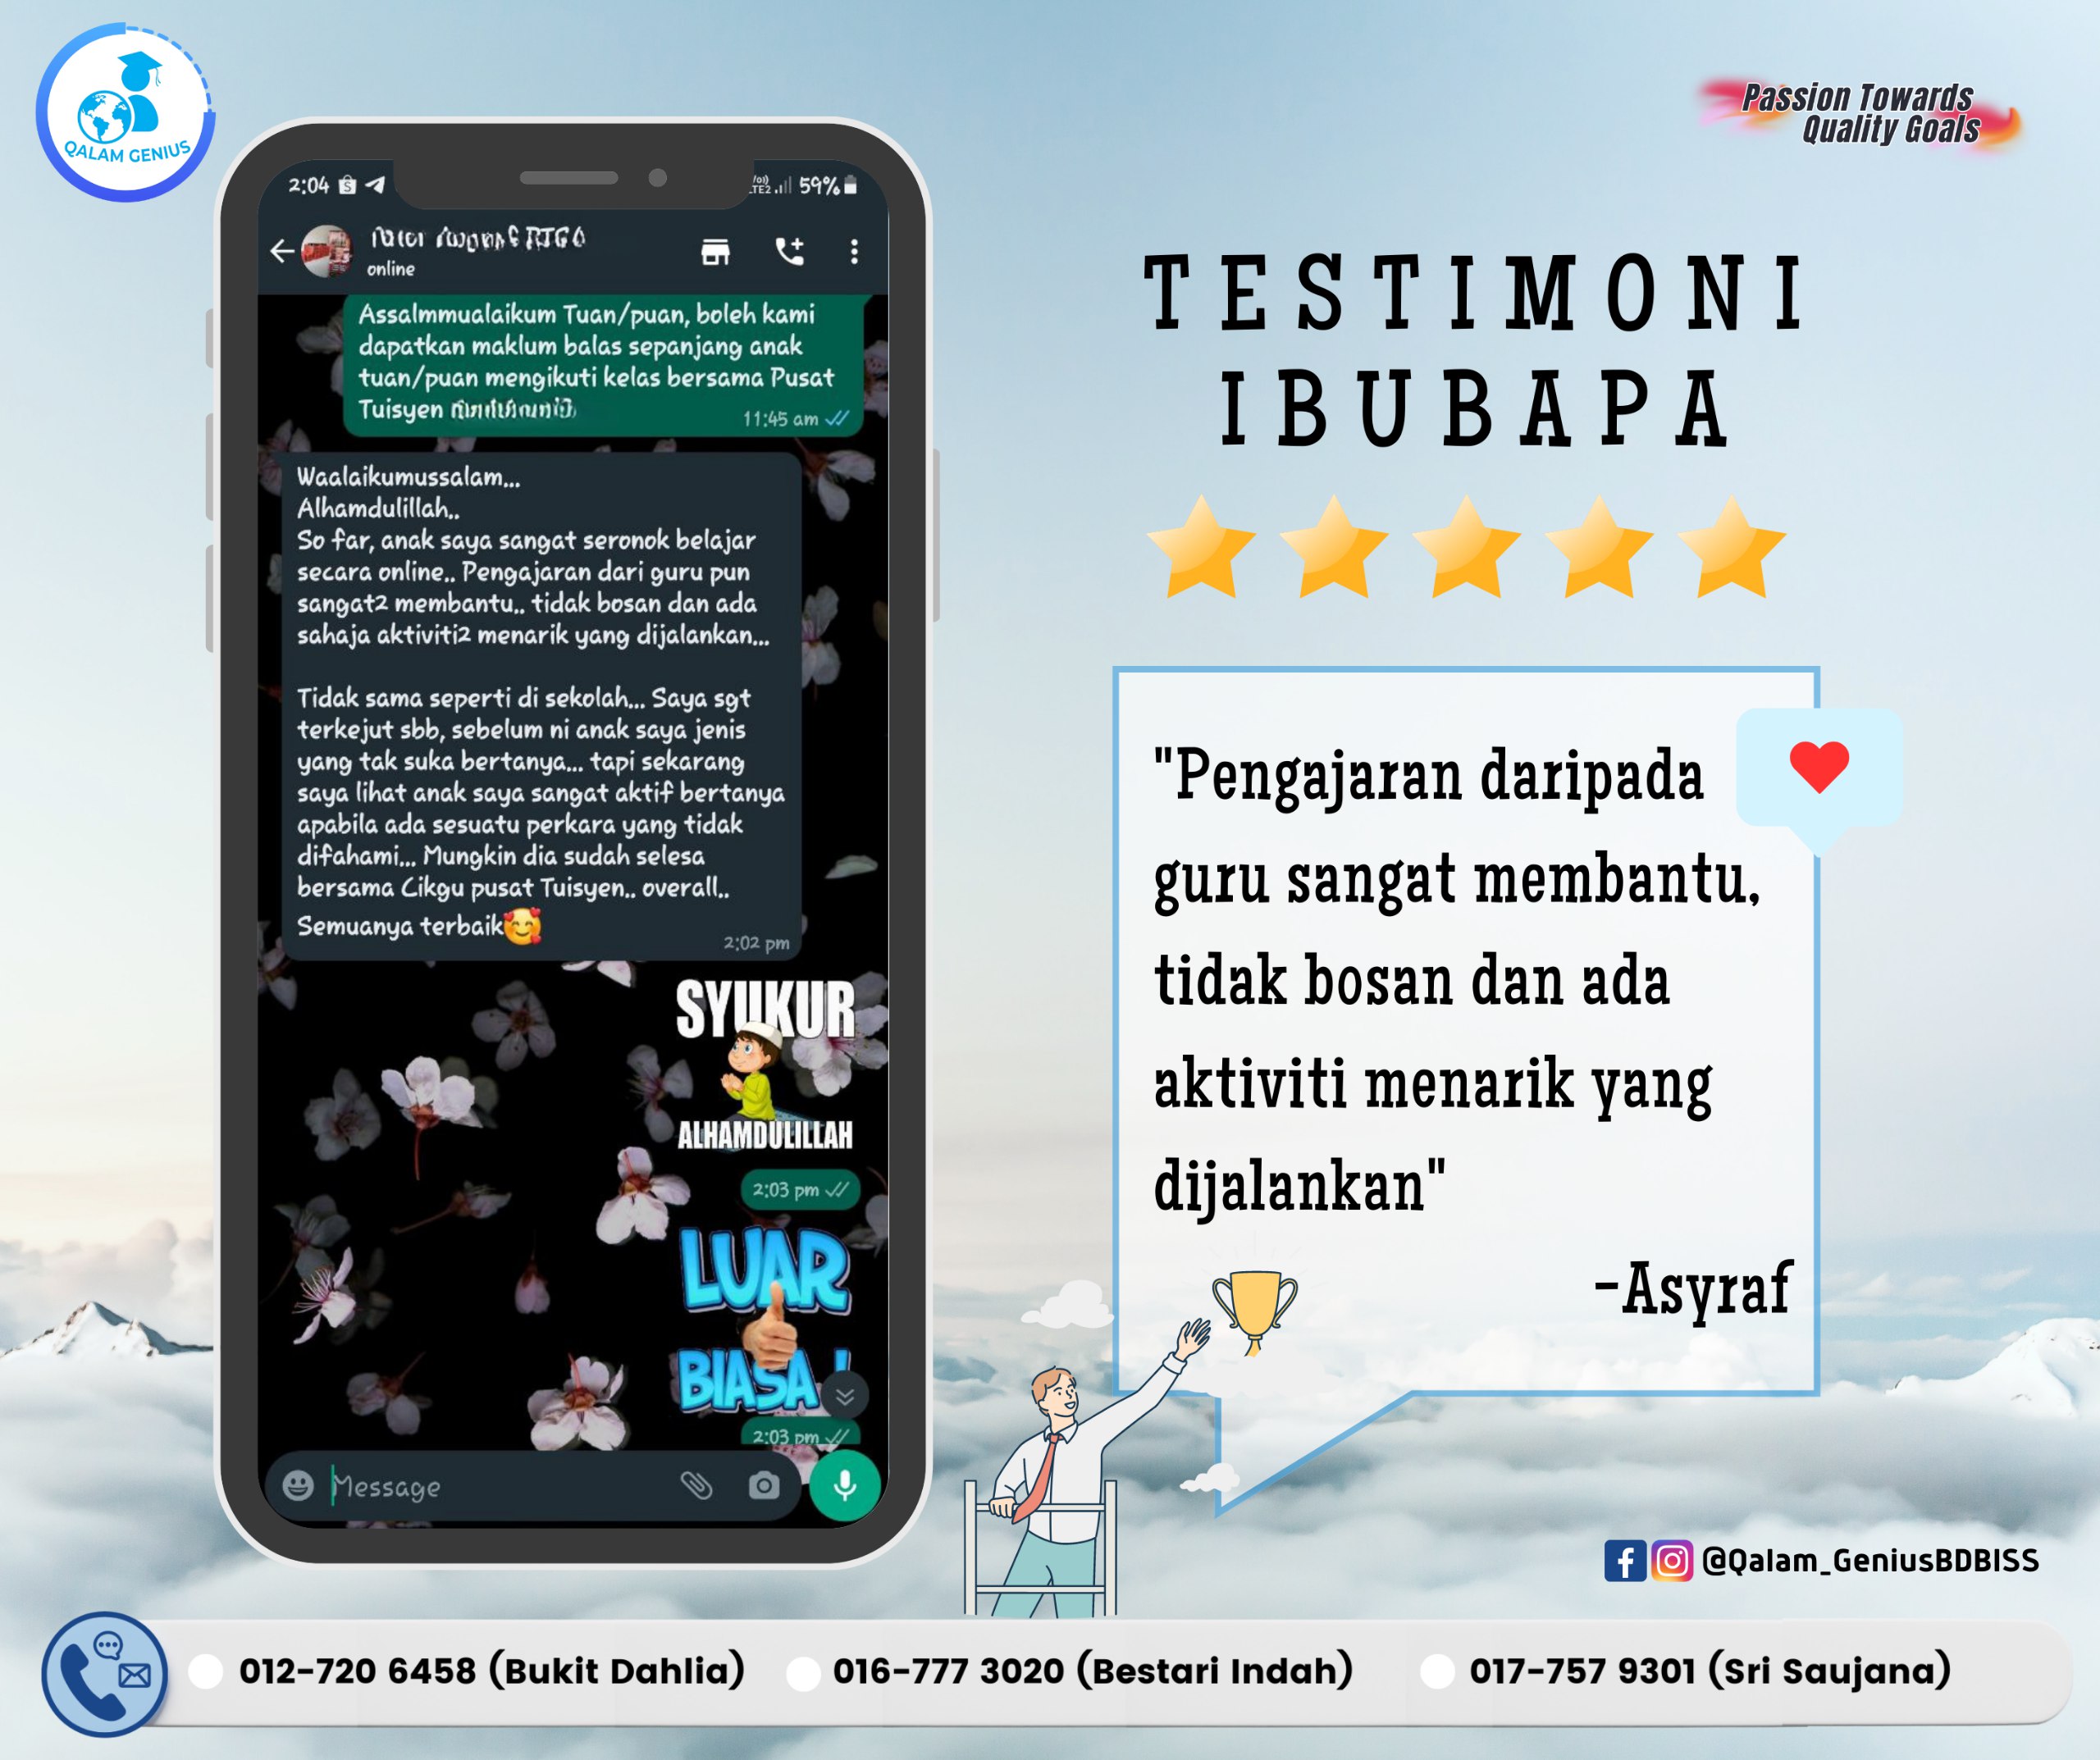 QALAM GENIUS
Passion Towards
Quality Goals
2:04
59%
online
Assalmmualaikum Tuan/puan, boleh kami
dapatkan maklum balas sepanjang anak
tuan/puan mengikuti kelas bersama Pusat
Tuisyen
11:45 am
Waalaikumussalam...
Alhamdulillah..
So far, anak saya sangat seronok belajar
secara online.. Pengajaran dari guru pun
sangat2 membantu.. tidak bosan dan ada
sahaja aktiviti2 menarik yang dijalankan...
Tidak sama seperti di sekolah... Saya sgt
terkejut sbb, sebelum ni anak saya jenis
yang tak suka bertanya... tapi sekarang
saya lihat anak saya sangat aktif bertanya
apabila ada sesuatu perkara yang tidak
difahami... Mungkin dia sudah selesa
bersama Cikgu pusat Tuisyen.. overall..
Semuanya terbaik🥰
2:02 pm
SYUKUR
ALHAMDULILLAH
2:03 pm
LUAR
BIASA !
2:03 pm
Message
TESTIMONI
IBUBAPA
"Pengajaran daripada
guru sangat membantu,
tidak bosan dan ada
aktiviti menarik yang
dijalankan"
-Asyraf
@Qalam_GeniusBDBISS
012-720 6458 (Bukit Dahlia)
016-777 3020 (Bestari Indah)
017-757 9301 (Sri Saujana)